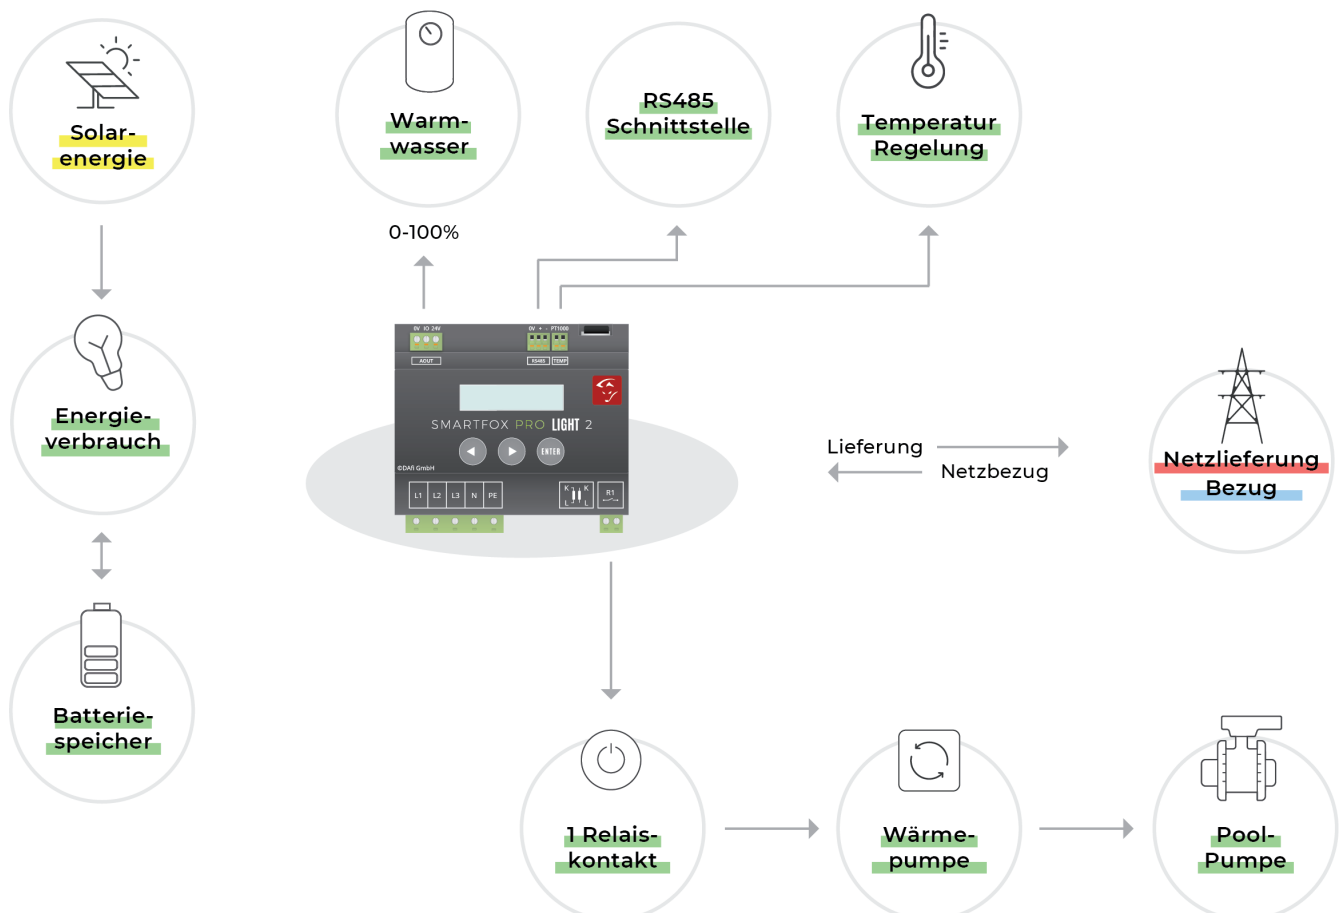 Solar-
energie
Warm-
wasser
0-100%
RS485
Schnittstelle
Temperatur
Regelung
Energie-
verbrauch
Batterie-
speicher
0V IO 24V
AOUT
0V + - PT1000
RS485 TEMP
SMARTFOX PRO LIGHT 2
ENTER
©DAfi GmbH
L1 L2 L3 N PE
K K
L L
R1
Lieferung
Netzbezug
Netzlieferung
Bezug
1 Relais-
kontakt
Wärme-
pumpe
Pool-
Pumpe